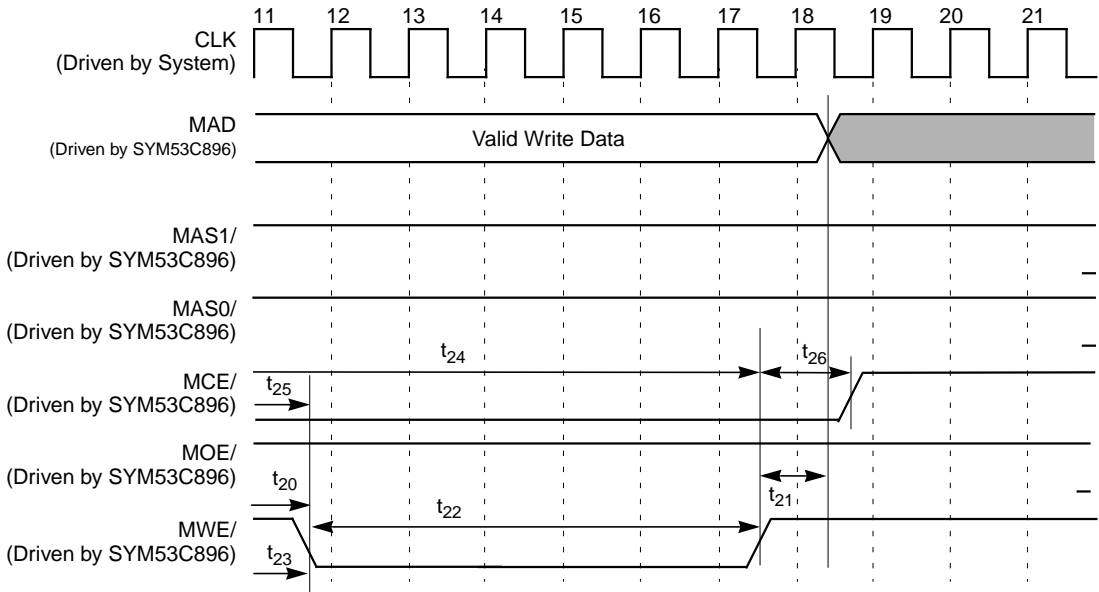 11 12 13 14 15 16 17 18 19 20 21
CLK
(Driven by System)
MAD
(Driven by SYM53C896)
Valid Write Data
MAS1/
(Driven by SYM53C896)
MAS0/
(Driven by SYM53C896)
t24
t26
MCE/
(Driven by SYM53C896)
t25
MOE/
(Driven by SYM53C896)
t20
t21
t22
MWE/
(Driven by SYM53C896)
t23